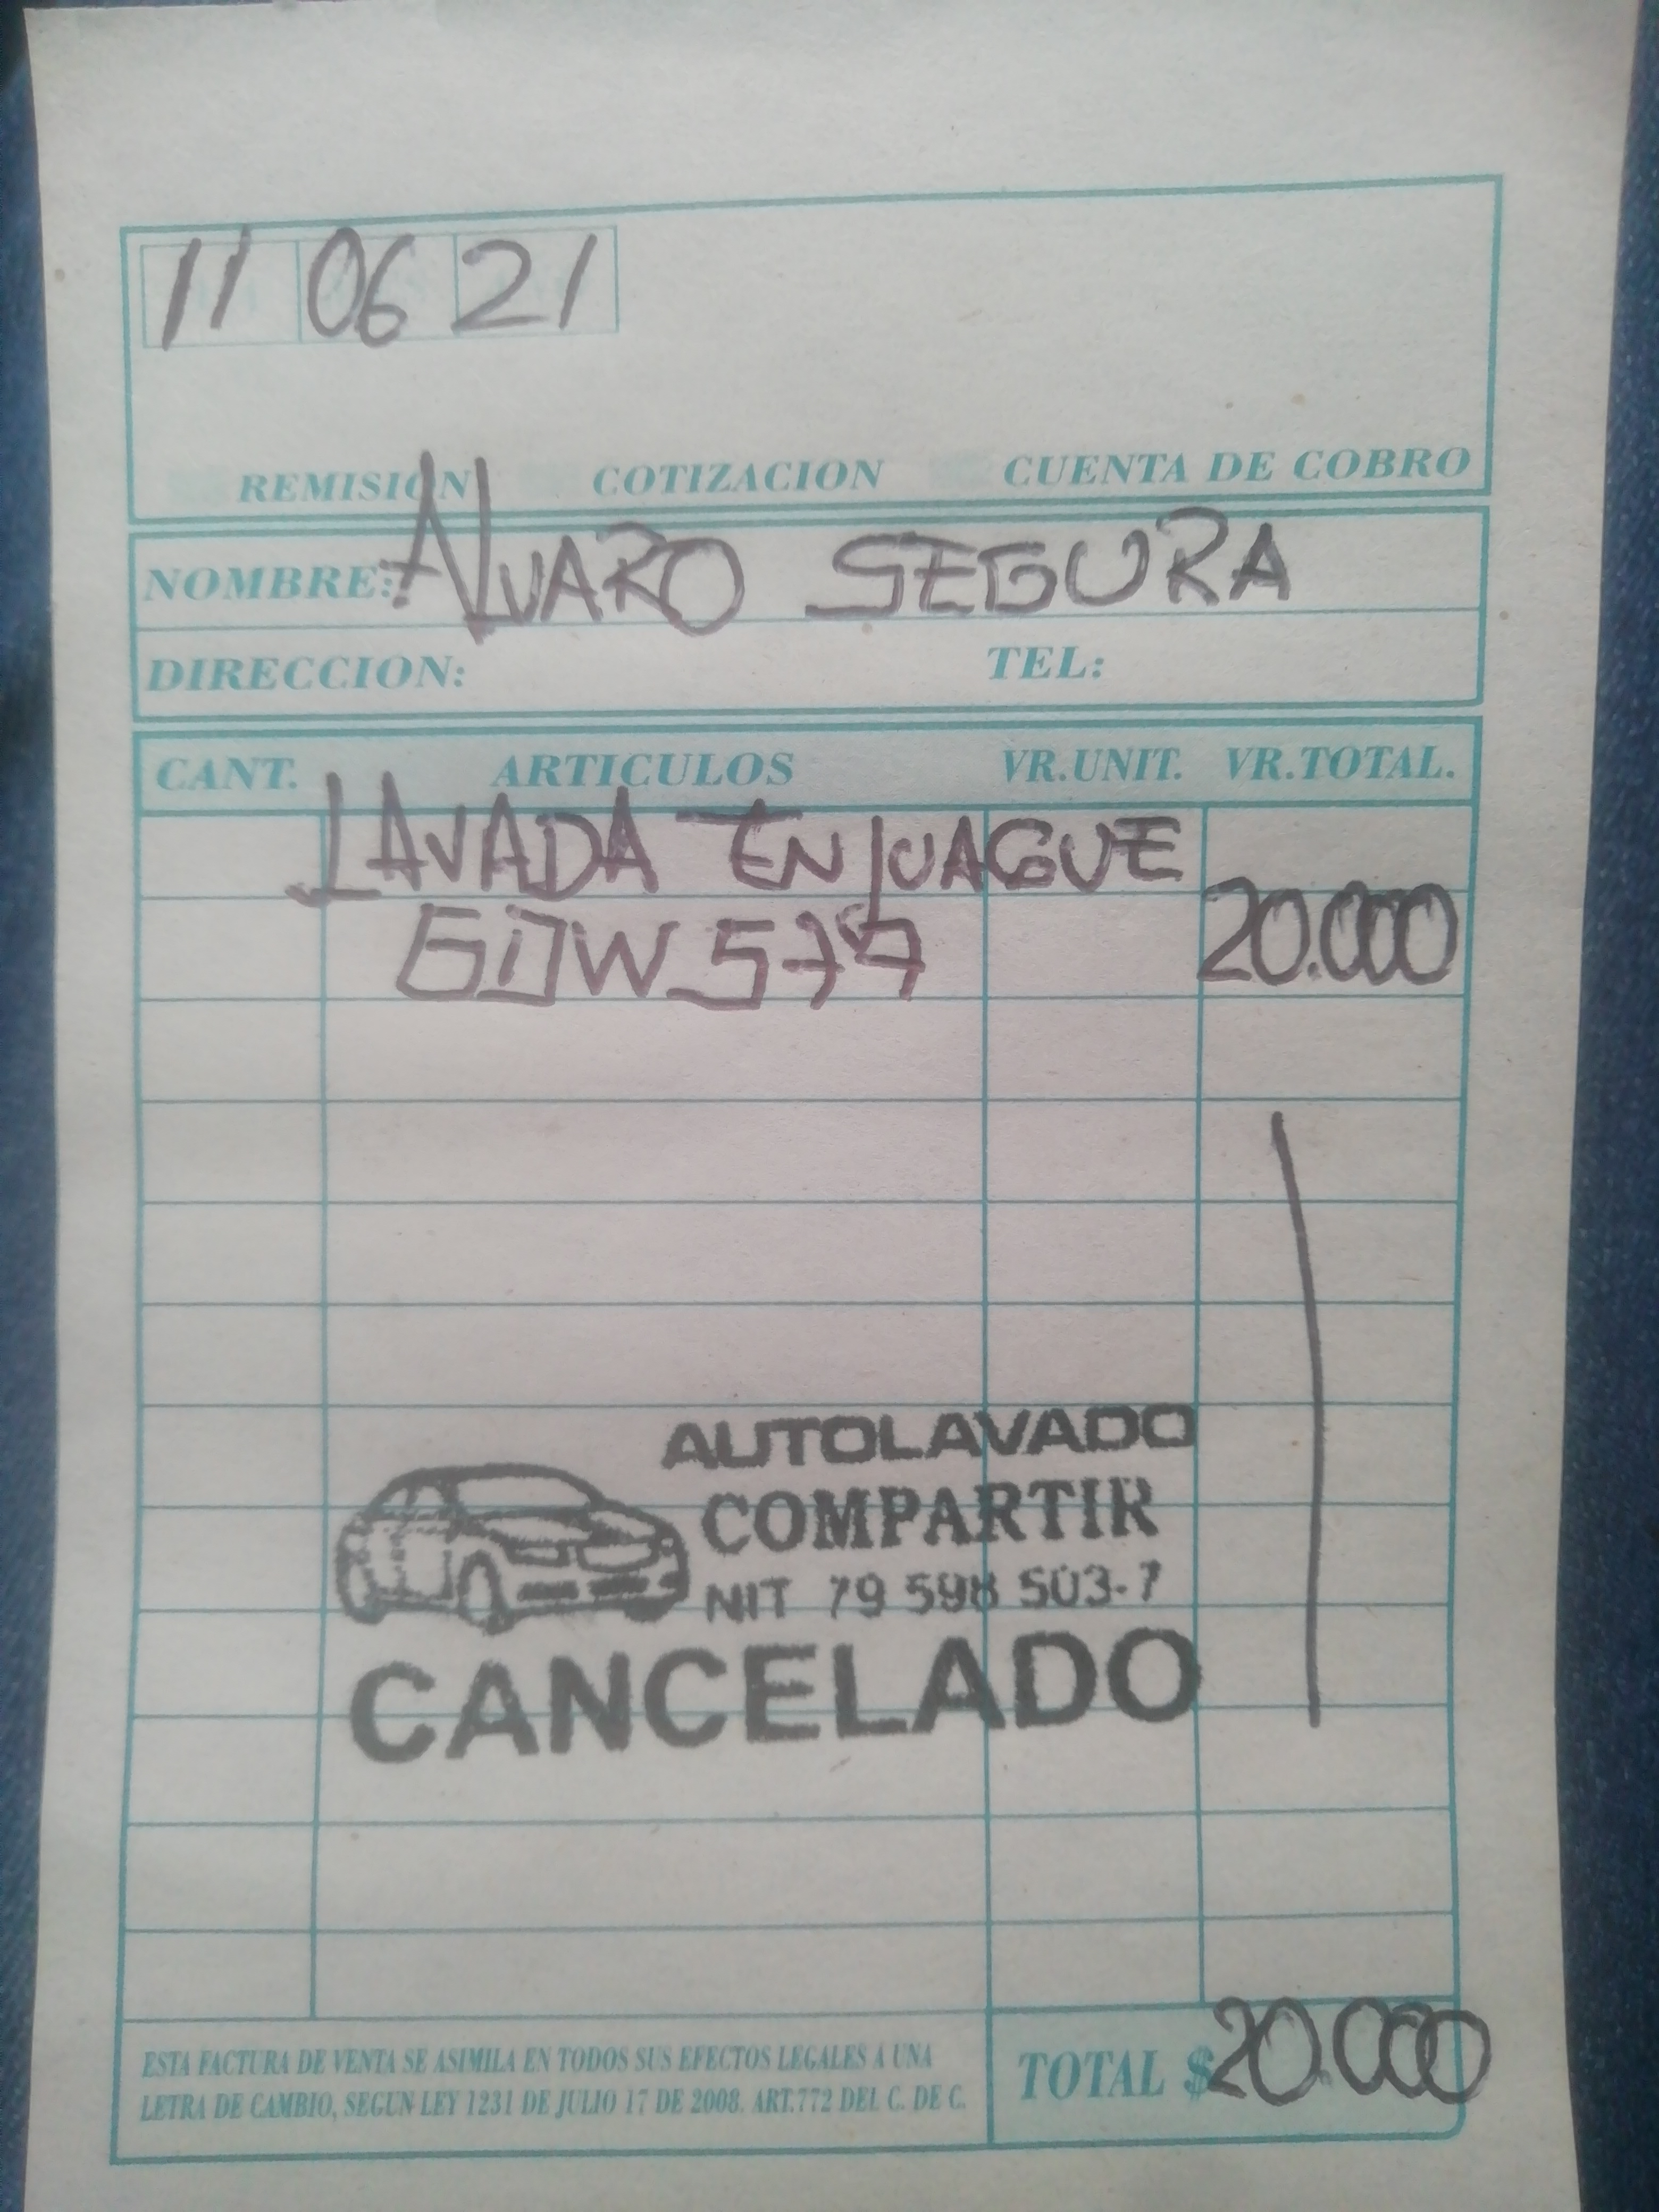 11 06 21
REMISION COTIZACION CUENTA DE COBRO
NOMBRE: ALVARO SEGURA
DIRECCION: TEL:
CANT. ARTICULOS VR.UNIT. VR.TOTAL.
LAVADA ENJUAGUE
GDW 577 20.000
AUTOLAVADO
COMPARTIR
NIT 79 598 503-7
CANCELADO
ESTA FACTURA DE VENTA SE ASIMILA EN TODOS SUS EFECTOS LEGALES A UNA
LETRA DE CAMBIO, SEGUN LEY 1231 DE JULIO 17 DE 2008. ART.772 DEL C. DE C.
TOTAL $ 20.000